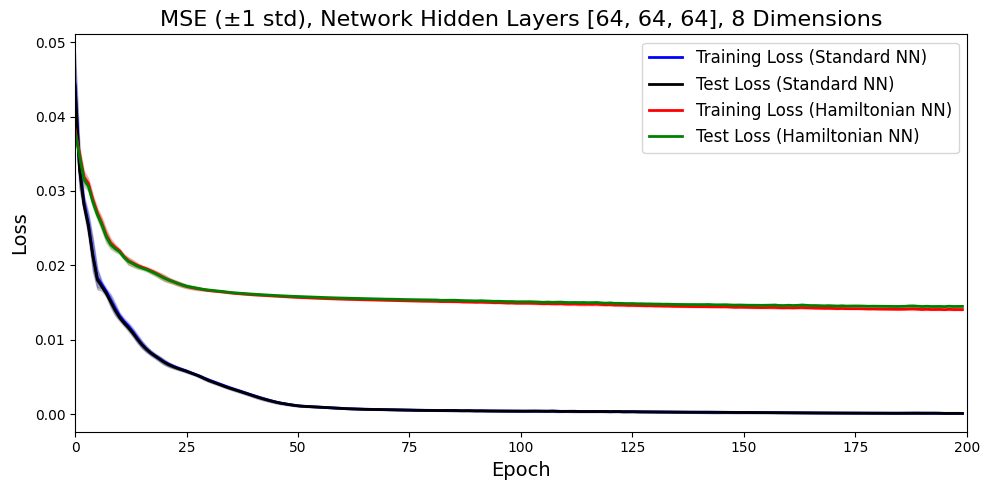 MSE (±1 std), Network Hidden Layers [64, 64, 64], 8 Dimensions
Training Loss (Standard NN)
Test Loss (Standard NN)
Training Loss (Hamiltonian NN)
Test Loss (Hamiltonian NN)
Loss
0.05
0.04
0.03
0.02
0.01
0.00
0 25 50 75 100 125 150 175 200
Epoch